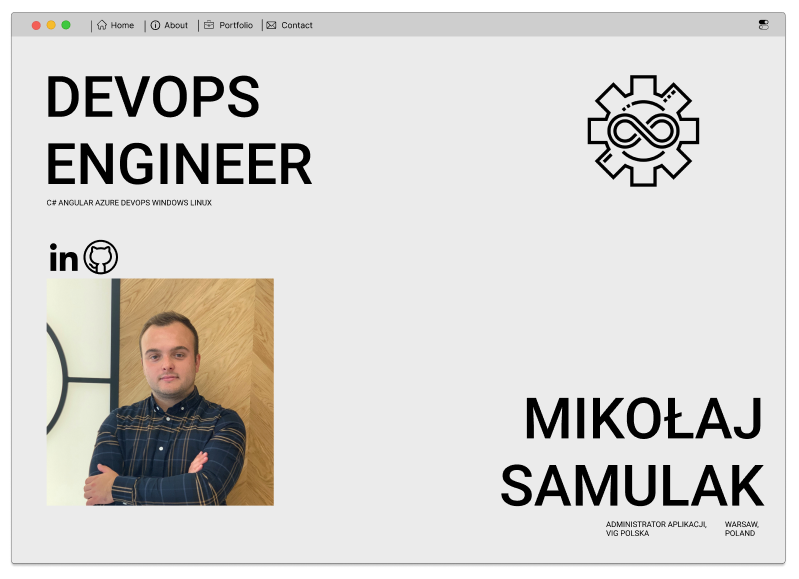 Home
About
Portfolio
Contact
DEVOPS
ENGINEER
C# ANGULAR AZURE DEVOPS WINDOWS LINUX
in
MIKOŁAJ
SAMULAK
ADMINISTRATOR APLIKACJI,
VIG POLSKA
WARSAW,
POLAND